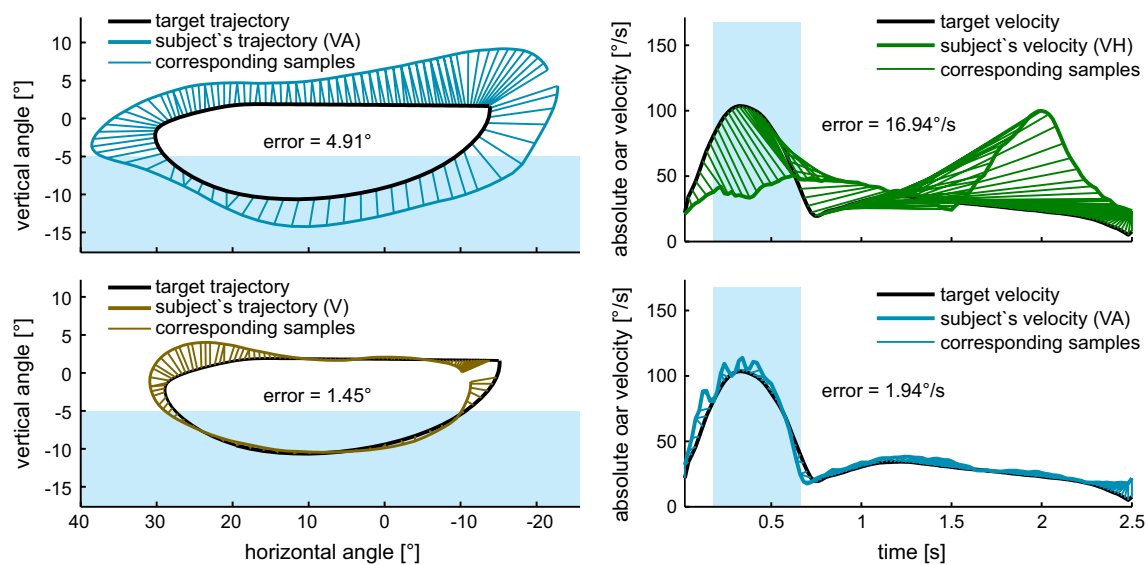 target trajectory
subject`s trajectory (VA)
corresponding samples
10
5
0
-5
-10
-15
vertical angle [°]
error = 4.91°
target velocity
subject`s velocity (VH)
corresponding samples
150
100
50
0
absolute oar velocity [°/s]
error = 16.94°/s
target trajectory
subject`s trajectory (V)
corresponding samples
10
5
0
-5
-10
-15
vertical angle [°]
error = 1.45°
40
30
20
10
0
-10
-20
horizontal angle [°]
target velocity
subject`s velocity (VA)
corresponding samples
150
100
50
0
absolute oar velocity [°/s]
error = 1.94°/s
0.5
1
1.5
2
2.5
time [s]